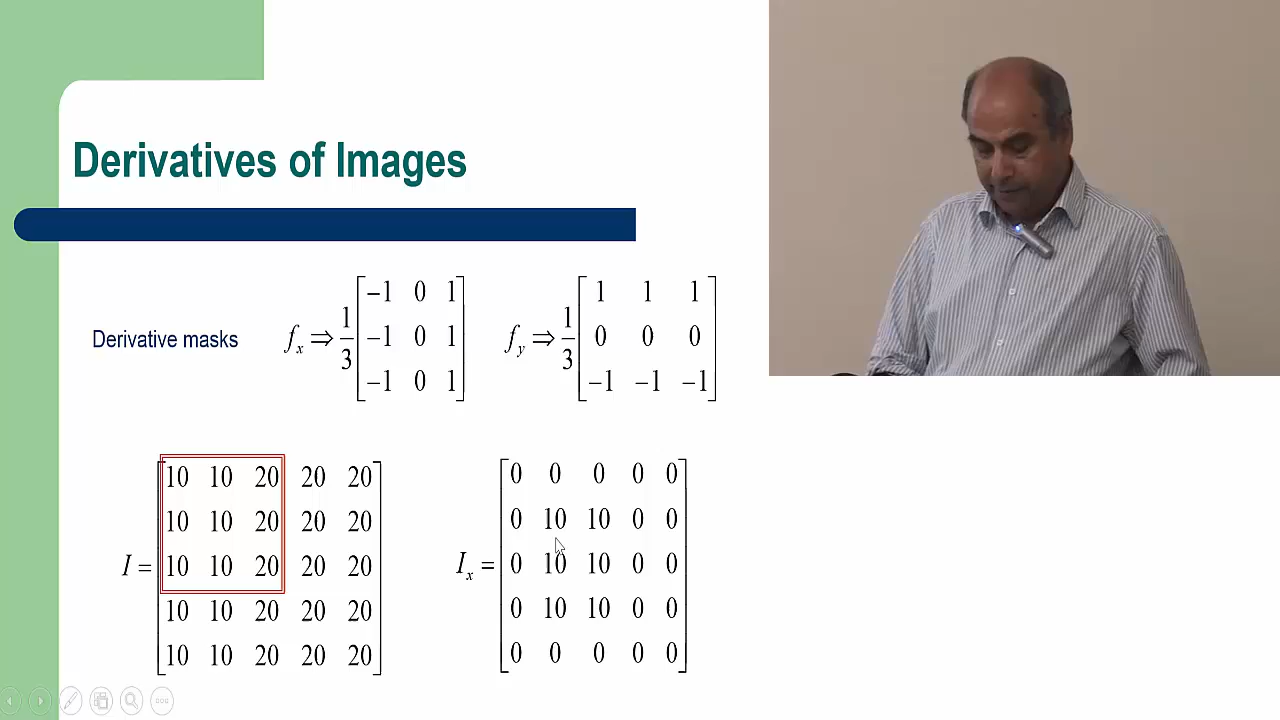 Derivatives of Images
Derivative masks
f_x ⇒ 1/3 [ −1 0 1
−1 0 1
−1 0 1 ]
f_y ⇒ 1/3 [ 1 1 1
0 0 0
−1 −1 −1 ]
I = [ 10 10 20 20 20
10 10 20 20 20
10 10 20 20 20
10 10 20 20 20
10 10 20 20 20 ]
I_x = [ 0 0 0 0 0
0 10 10 0 0
0 10 10 0 0
0 10 10 0 0
0 0 0 0 0 ]